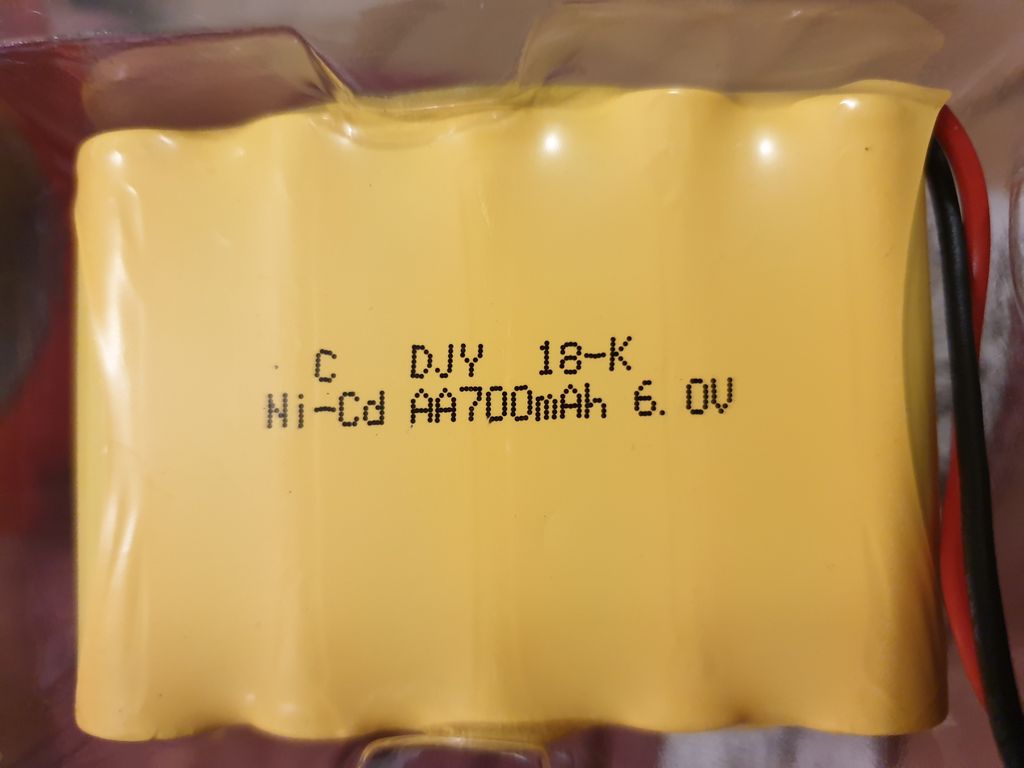 C DJY 18-K
Ni-Cd AA700mAh 6.0V